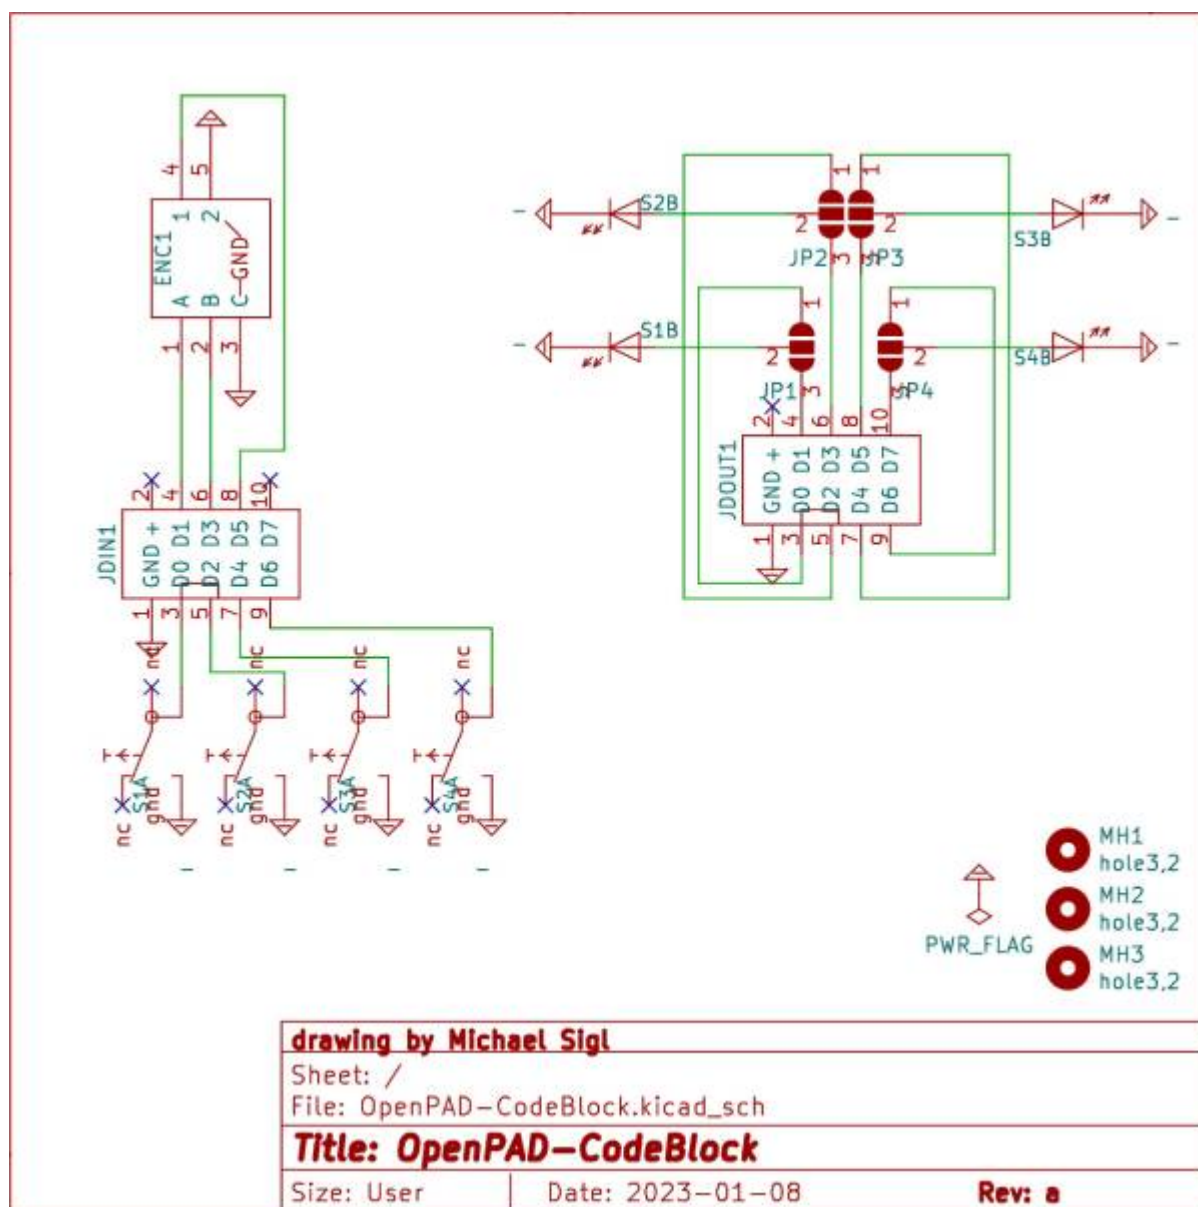 4
5
ENC1
1
2
A
B
C-GND
1
2
3
JDIN1
2
4
6
8
10
GND + D0 D1 D2 D3 D4 D5 D6 D7
1
3
5
7
9
nc
nc
nc
nc
S1A
S2A
S3A
S4A
nc gnd
nc gnd
nc gnd
nc gnd
S2B
1
1
2
2
S3B
JP2
3
3
JP3
S1B
1
1
2
2
S4B
JP1
3
3
JP4
JDOUT1
2
4
6
8
10
GND + D0 D1 D2 D3 D4 D5 D6 D7
1
3
5
7
9
PWR_FLAG
MH1
hole3,2
MH2
hole3,2
MH3
hole3,2
drawing by Michael Sigl
Sheet: /
File: OpenPAD-CodeBlock.kicad_sch
Title: OpenPAD-CodeBlock
Size: User
Date: 2023-01-08
Rev: a